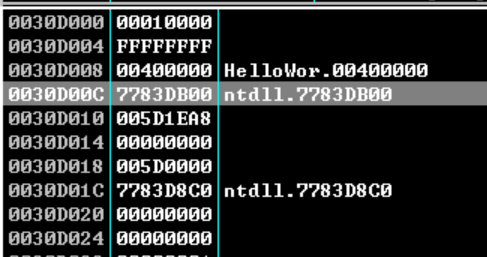 0030D000 00010000
0030D004 FFFFFFFF
0030D008 00400000 HelloWor.00400000
0030D00C 7783DB00 ntdll.7783DB00
0030D010 005D1EA8
0030D014 00000000
0030D018 005D0000
0030D01C 7783D8C0 ntdll.7783D8C0
0030D020 00000000
0030D024 00000000